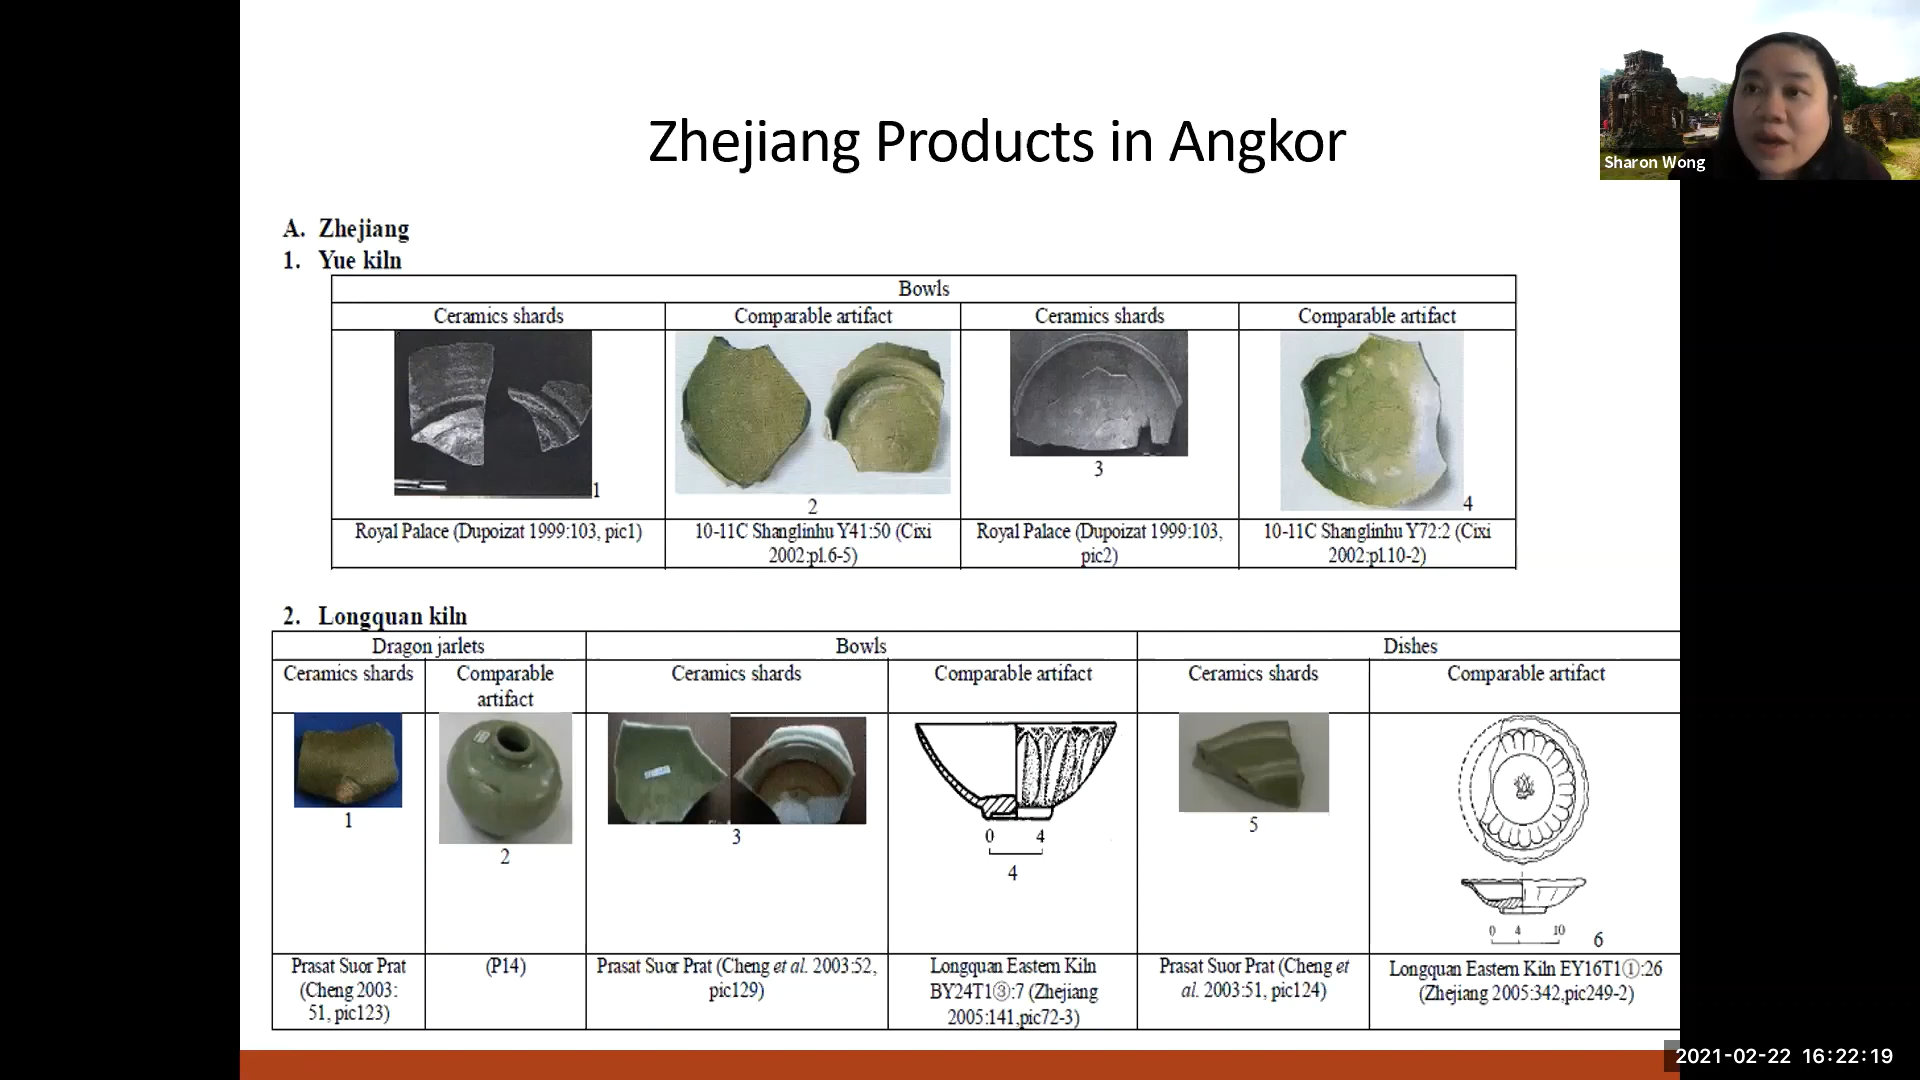 Zhejiang Products in Angkor
Sharon Wong
A. Zhejiang
1. Yue kiln
Bowls
Ceramics shards
Comparable artifact
Ceramics shards
Comparable artifact
1
2
3
4
Royal Palace (Dupoizat 1999:103, pic1)
10-11C Shanglinhu Y41:50 (Cixi
2002:pl.6-5)
Royal Palace (Dupoizat 1999:103,
pic2)
10-11C Shanglinhu Y72:2 (Cixi
2002:pl.10-2)
2. Longquan kiln
Dragon jarlets
Bowls
Dishes
Ceramics shards
Comparable
artifact
Ceramics shards
Comparable artifact
Ceramics shards
Comparable artifact
1
2
3
0 4
4
5
0 4 10
6
Prasat Suor Prat
(Cheng 2003:
51, pic123)
(P14)
Prasat Suor Prat (Cheng et al. 2003:52,
pic129)
Longquan Eastern Kiln
BY24T1③:7 (Zhejiang
2005:141,pic72-3)
Prasat Suor Prat (Cheng et
al. 2003:51, pic124)
Longquan Eastern Kiln EY16T1①:26
(Zhejiang 2005:342,pic249-2)
2021-02-22 16:22:19